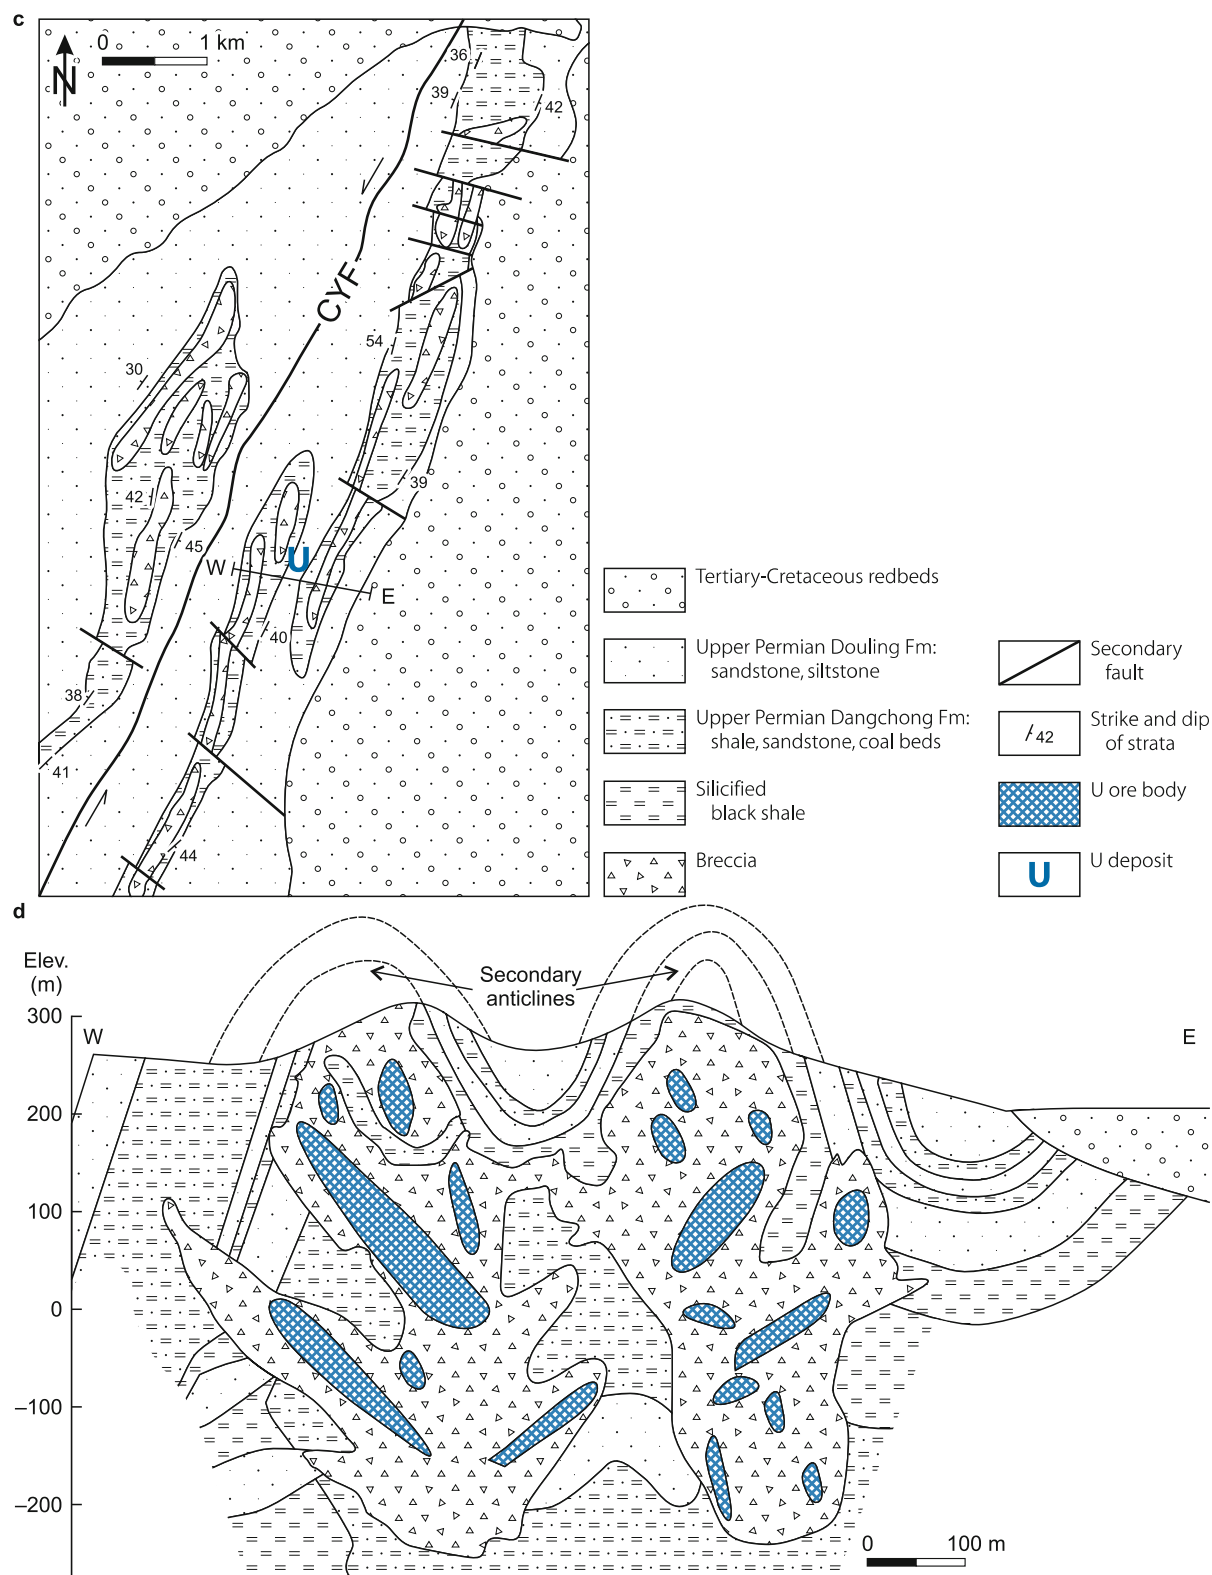 c
N
0 1 km
36
39
42
CYF
54
30
39
42
45
U
W
E
40
38
41
44
Tertiary-Cretaceous redbeds
Upper Permian Douling Fm:
sandstone, siltstone
Upper Permian Dangchong Fm:
shale, sandstone, coal beds
Silicified
black shale
Breccia
Secondary
fault
42
Strike and dip
of strata
U ore body
U
U deposit
d
Elev.
(m)
Secondary
anticlines
300
W
E
200
100
0
–100
–200
0 100 m